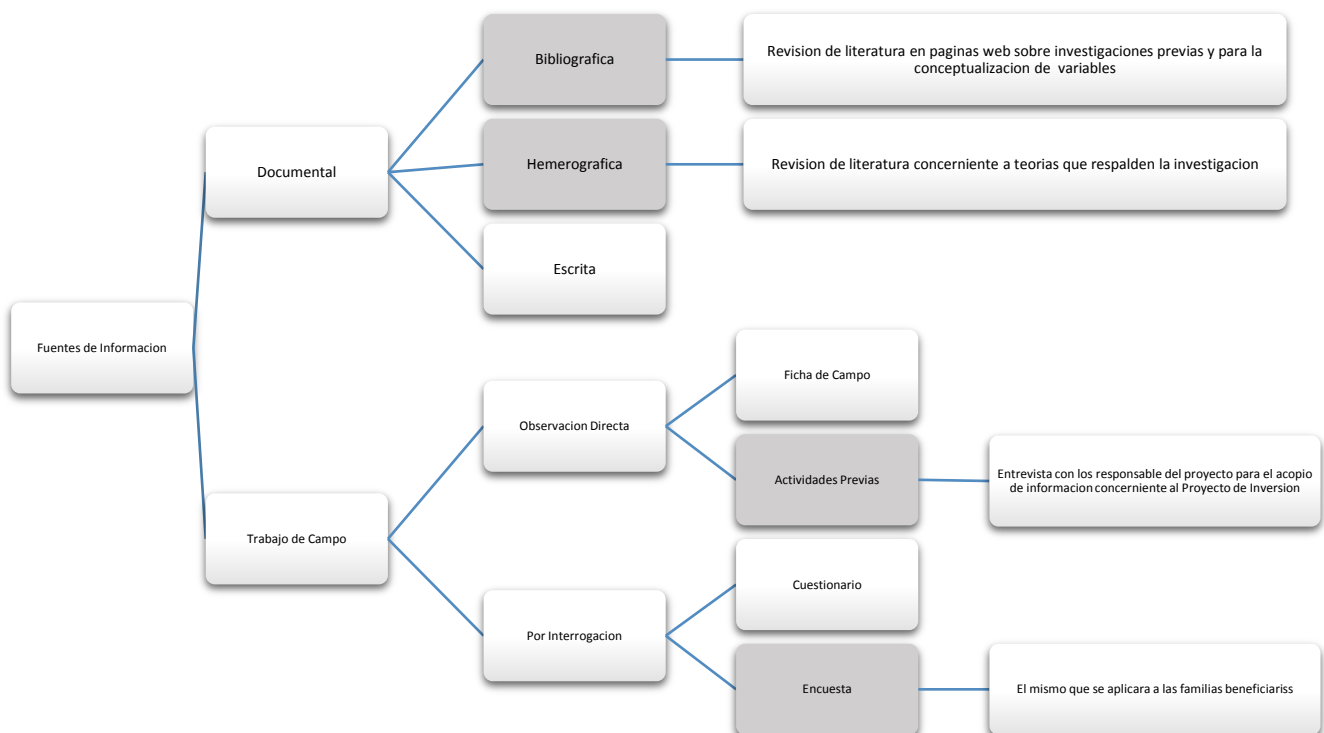 Bibliografica
Revision de literatura en paginas web sobre investigaciones previas y para la
conceptualizacion de variables
Documental
Hemerografica
Revision de literatura concerniente a teorias que respalden la investigacion
Escrita
Fuentes de Informacion
Ficha de Campo
Observacion Directa
Actividades Previas
Entrevista con los responsable del proyecto para el acopio
de informacion concerniente al Proyecto de Inversion
Trabajo de Campo
Cuestionario
Por Interrogacion
Encuesta
El mismo que se aplicara a las familias beneficiariss